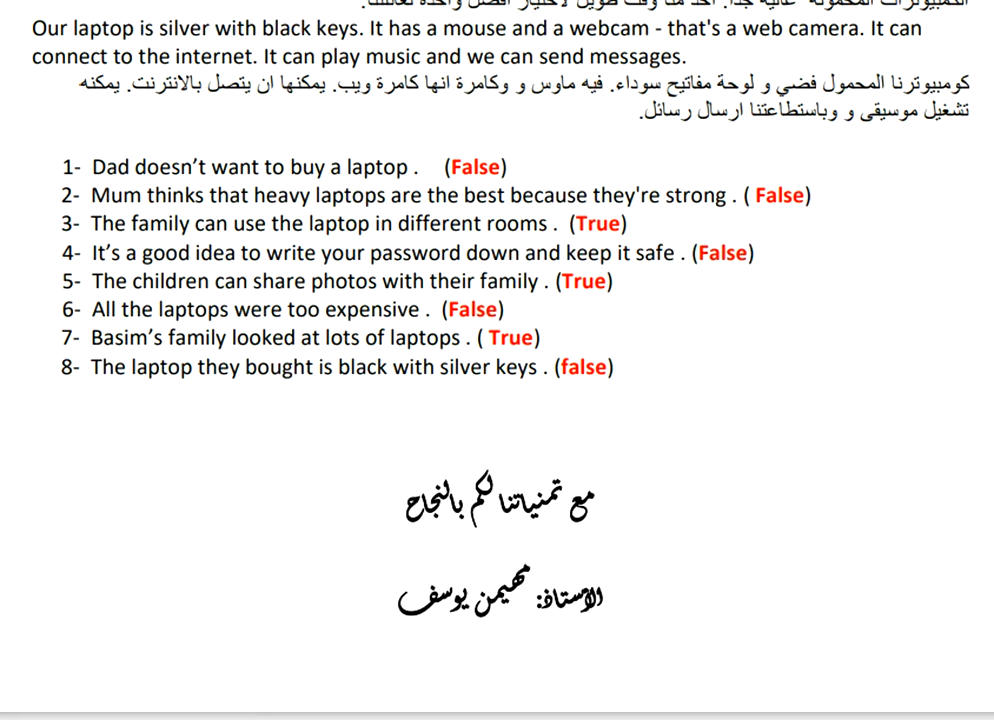 Our laptop is silver with black keys. It has a mouse and a webcam - that's a web camera. It can
connect to the internet. It can play music and we can send messages.
كومبيوترنا المحمول فضي و لوحة مفاتيح سوداء. فيه ماوس و وكامرة انها كامرة ويب. يمكنها ان يتصل بالانترنت. يمكنه
تشغيل موسيقى و وباستطاعتنا ارسال رسائل.
1- Dad doesn’t want to buy a laptop . (False)
2- Mum thinks that heavy laptops are the best because they're strong . ( False)
3- The family can use the laptop in different rooms . (True)
4- It’s a good idea to write your password down and keep it safe . (False)
5- The children can share photos with their family . (True)
6- All the laptops were too expensive . (False)
7- Basim’s family looked at lots of laptops . ( True)
8- The laptop they bought is black with silver keys . (false)
مع تمنياتنا لكم بالنجاح
الاستاذ: مهيمن يوسف